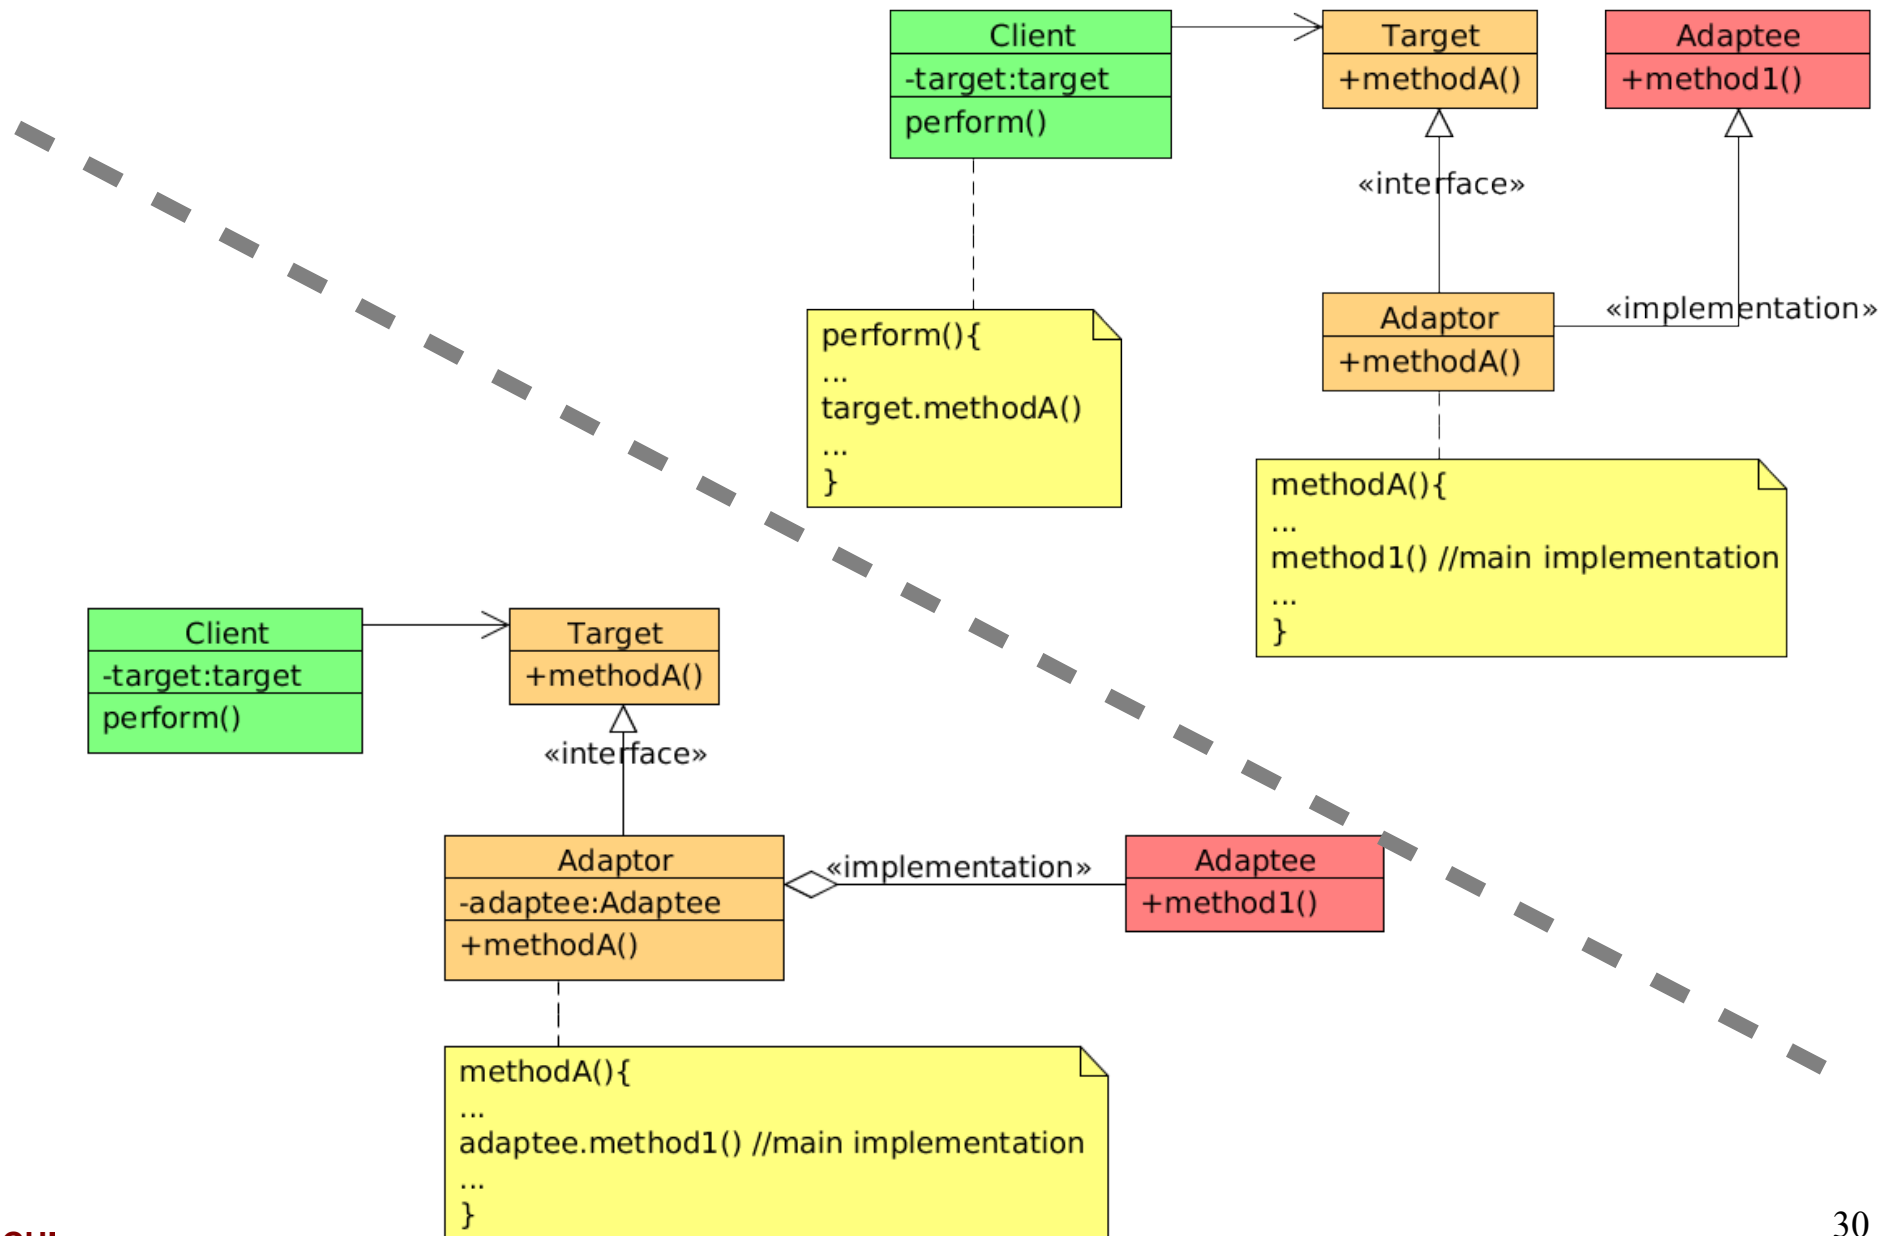 Client
-target:target
perform()
Target
+methodA()
Adaptee
+method1()
«interface»
«implementation»
Adaptor
+methodA()
perform(){
...
target.methodA()
...
}
methodA(){
...
method1() //main implementation
...
}
Client
-target:target
perform()
Target
+methodA()
«interface»
Adaptor
-adaptee:Adaptee
+methodA()
«implementation»
Adaptee
+method1()
methodA(){
...
adaptee.method1() //main implementation
...
}
30